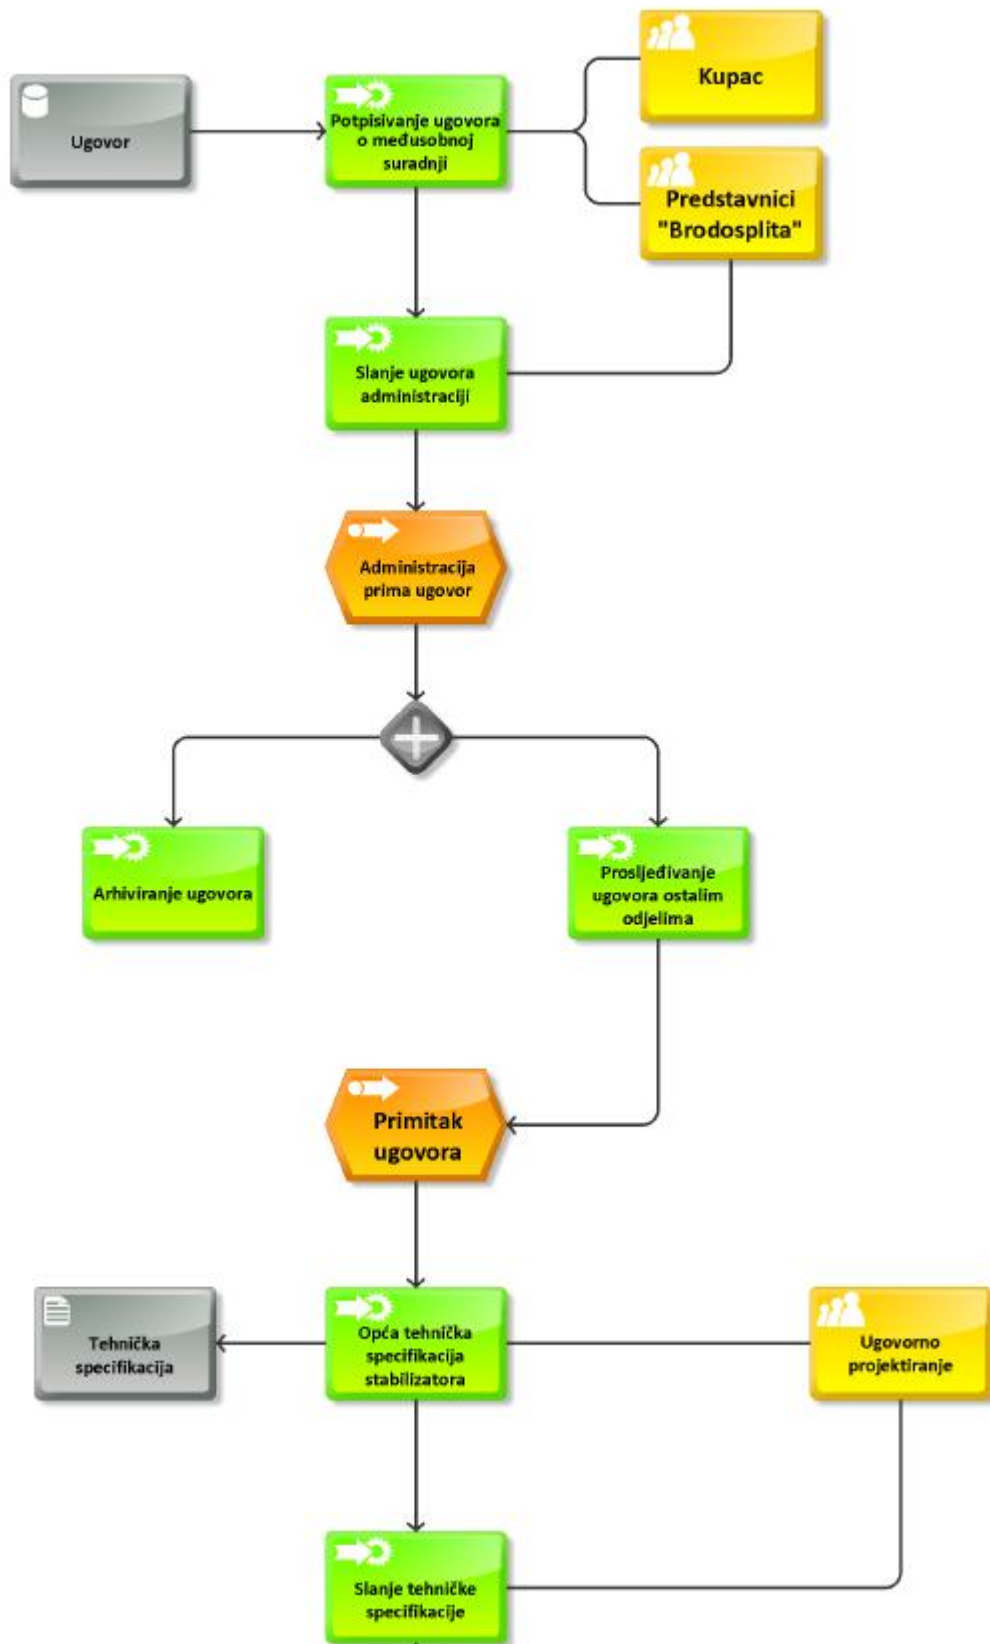 Ugovor
Potpisivanje ugovora
o međusobnoj
suradnji
Kupac
Predstavnici
"Brodosplita"
Slanje ugovora
administraciji
Administracija
prima ugovor
Arhiviranje ugovora
Prosljeđivanje
ugovora ostalim
odjelima
Primitak
ugovora
Tehnička
specifikacija
Opća tehnička
specifikacija
stabilizatora
Ugovorno
projektiranje
Slanje tehničke
specifikacije